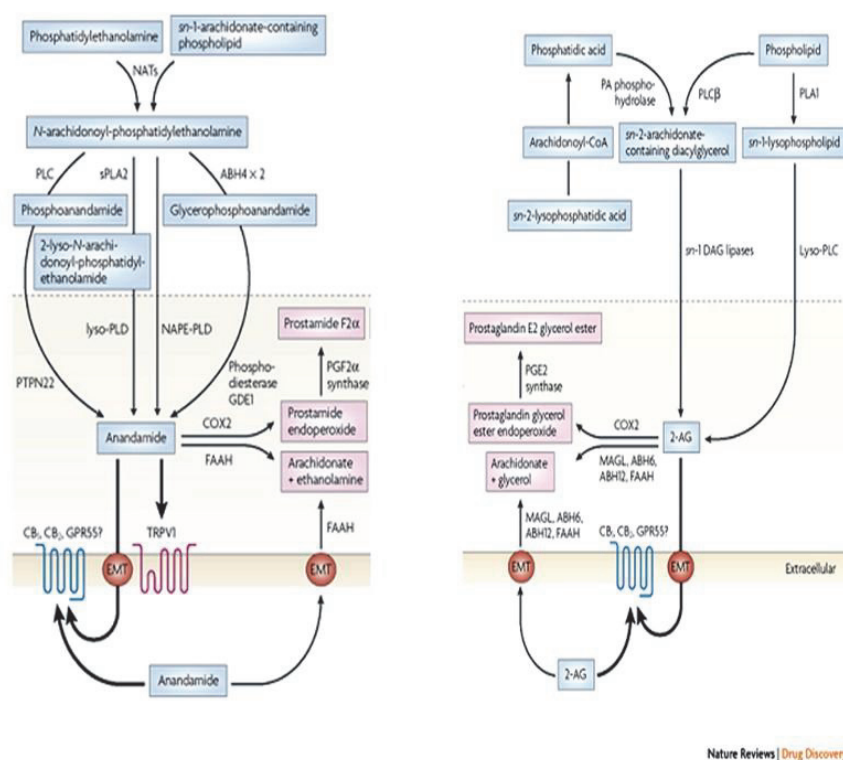 Phosphatidylethanolamine
sn-1-arachidonate-containing
phospholipid
NATs
N-arachidonoyl-phosphatidylethanolamine
PLC
sPLA2
ABH4 × 2
Phosphoanandamide
Glycerophosphoanandamide
2-lyso-N-arachi-
donoyl-phosphatidyl-
ethanolamide
lyso-PLD
NAPE-PLD
Prostamide F2α
PTPN22
Phospho-
diesterase
GDE1
PGF2α
synthase
Anandamide
COX2
FAAH
Prostamide
endoperoxide
Arachidonate
+ ethanolamine
FAAH
CB₁, CB₂, GPR55?
TRPV1
EMT
EMT
Anandamide
Phosphatidic acid
Phospholipid
PA phospho-
hydrolase
PLCβ
PLA1
Arachidonoyl-CoA
sn-2-arachidonate-
containing diacylglycerol
sn-1-lysophospholipid
sn-2-lysophosphatidic acid
sn-1 DAG lipases
Lyso-PLC
Prostaglandin E2 glycerol ester
PGE2
synthase
Prostaglandin glycerol
ester endoperoxide
COX2
2-AG
Arachidonate
+ glycerol
MAGL, ABH6,
ABH12, FAAH
MAGL, ABH6,
ABH12, FAAH
CB₁, CB₂, GPR55?
EMT
EMT
Extracellular
2-AG
Nature Reviews | Drug Discover